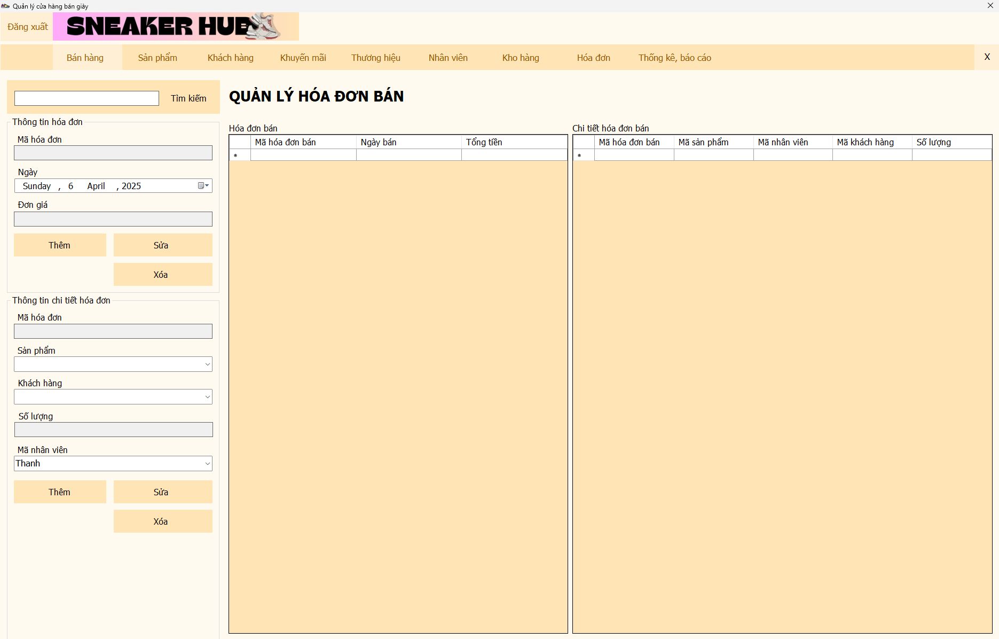 Quản lý cửa hàng bán giày
Đăng xuất
SNEAKER HUB
Bán hàng Sản phẩm Khách hàng Khuyến mãi Thương hiệu Nhân viên Kho hàng Hóa đơn Thống kê, báo cáo X
Tìm kiếm
QUẢN LÝ HÓA ĐƠN BÁN
Thông tin hóa đơn
Mã hóa đơn
Ngày
Sunday , 6 April , 2025
Đơn giá
Thêm Sửa
Xóa
Thông tin chi tiết hóa đơn
Mã hóa đơn
Sản phẩm
Khách hàng
Số lượng
Mã nhân viên
Thanh
Thêm Sửa
Xóa
Hóa đơn bán
Mã hóa đơn bán Ngày bán Tổng tiền
Chi tiết hóa đơn bán
Mã hóa đơn bán Mã sản phẩm Mã nhân viên Mã khách hàng Số lượng